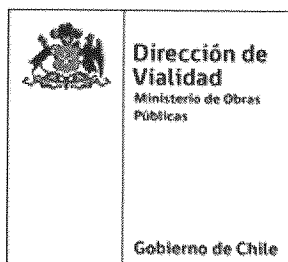 Dirección de
Vialidad
Ministerio de Obras
Públicas
Gobierno de Chile